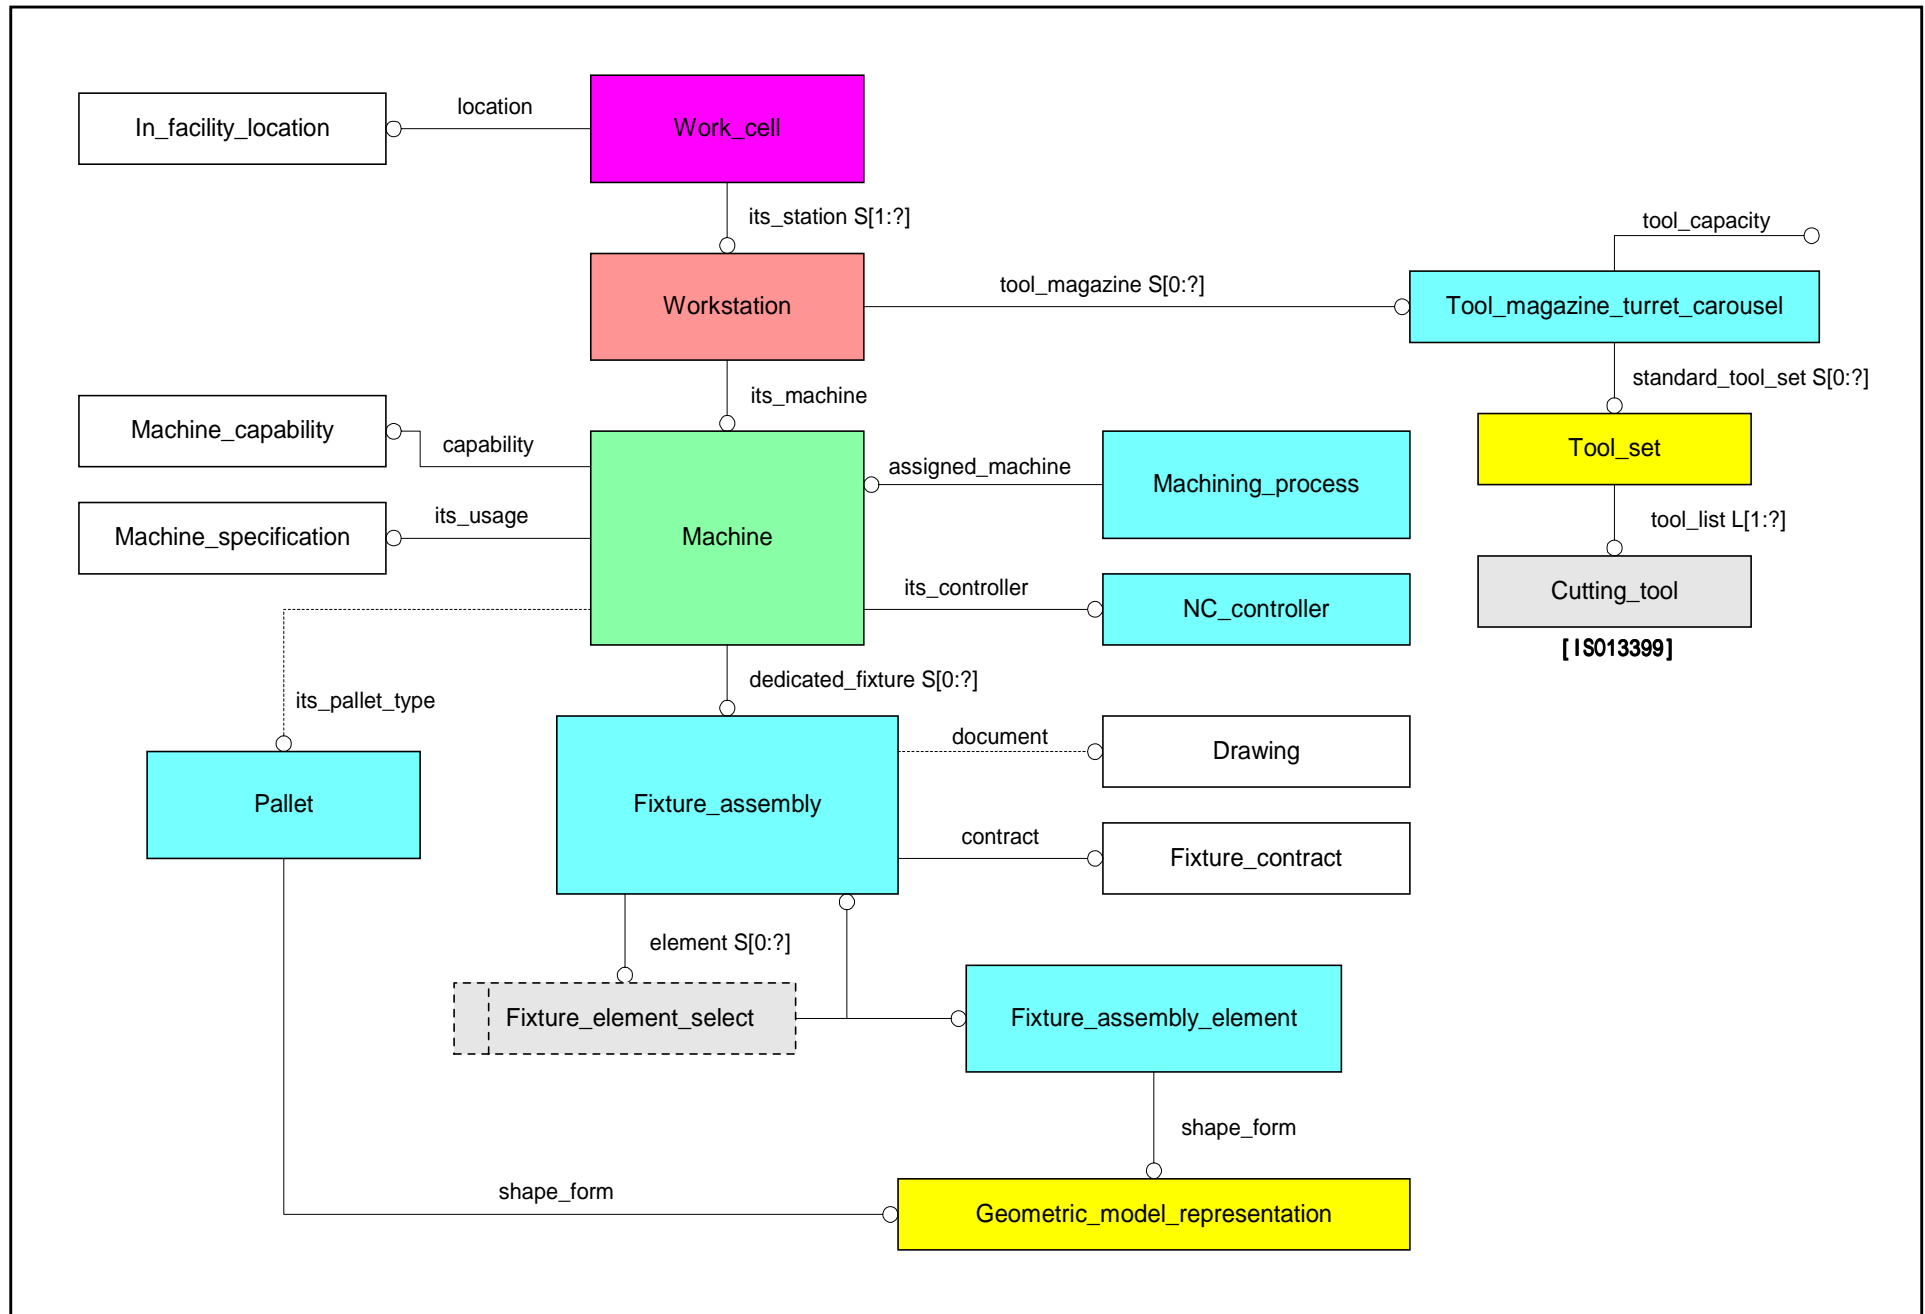 location
In_facility_location
Work_cell
its_station S[1:?]
tool_capacity
tool_magazine S[0:?]
Workstation
Tool_magazine_turret_carousel
standard_tool_set S[0:?]
its_machine
Machine_capability
capability
assigned_machine
Tool_set
Machining_process
its_usage
Machine_specification
Machine
tool_list L[1:?]
its_controller
NC_controller
Cutting_tool
[ISO13399]
dedicated_fixture S[0:?]
its_pallet_type
document
Drawing
Pallet
Fixture_assembly
contract
Fixture_contract
element S[0:?]
Fixture_element_select
Fixture_assembly_element
shape_form
shape_form
Geometric_model_representation